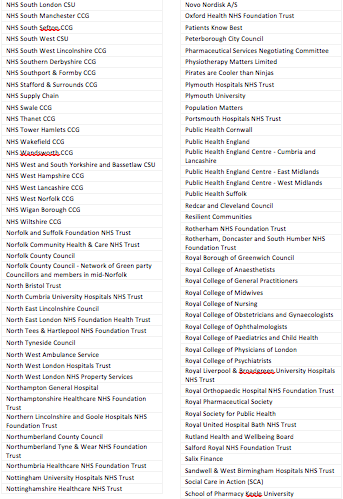 NHS South London CSU
NHS South Manchester CCG
NHS South Sefton CCG
NHS South West CSU
NHS South West Lincolnshire CCG
NHS Southern Derbyshire CCG
NHS Southport & Formby CCG
NHS Stafford & Surrounds CCG
NHS Supply Chain
NHS Swale CCG
NHS Thanet CCG
NHS Tower Hamlets CCG
NHS Wakefield CCG
NHS Wandsworth CCG
NHS West and South Yorkshire and Bassetlaw CSU
NHS West Hampshire CCG
NHS West Lancashire CCG
NHS West Norfolk CCG
NHS Wigan Borough CCG
NHS Wiltshire CCG
Norfolk and Suffolk Foundation NHS Trust
Norfolk Community Health & Care NHS Trust
Norfolk County Council
Norfolk County Council - Network of Green party
Councillors and members in mid-Norfolk
North Bristol Trust
North Cumbria University Hospitals NHS Trust
North East Lincolnshire Council
North East London NHS Foundation Health Trust
North Tees & Hartlepool NHS Foundation Trust
North Tyneside Council
North West Ambulance Service
North West London Hospitals Trust
North West London NHS Property Services
Northampton General Hospital
Northamptonshire Healthcare NHS Foundation
Trust
Northern Lincolnshire and Goole Hospitals NHS
Foundation Trust
Northumberland County Council
Northumberland Tyne & Wear NHS Foundation
Trust
Northumbria Healthcare NHS Foundation Trust
Nottingham University Hospitals NHS Trust
Nottinghamshire Healthcare NHS Trust
Novo Nordisk A/S
Oxford Health NHS Foundation Trust
Patients Know Best
Peterborough City Council
Pharmaceutical Services Negotiating Committee
Physiotherapy Matters Limited
Pirates are Cooler than Ninjas
Plymouth Hospitals NHS Trust
Plymouth University
Population Matters
Portsmouth Hospitals NHS Trust
Public Health Cornwall
Public Health England
Public Health England Centre - Cumbria and
Lancashire
Public Health England Centre - East Midlands
Public Health England Centre - West Midlands
Public Health Suffolk
Redcar and Cleveland Council
Resilient Communities
Rotherham NHS Foundation Trust
Rotherham, Doncaster and South Humber NHS
Foundation Trust
Royal Borough of Greenwich Council
Royal College of Anaesthetists
Royal College of General Practitioners
Royal College of Midwives
Royal College of Nursing
Royal College of Obstetricians and Gynaecologists
Royal College of Ophthalmologists
Royal College of Paediatrics and Child Health
Royal College of Physicians of London
Royal College of Psychiatrists
Royal Liverpool & Broadgreen University Hospitals
NHS Trust
Royal Orthopaedic Hospital NHS Foundation Trust
Royal Pharmaceutical Society
Royal Society for Public Health
Royal United Hospital Bath NHS Trust
Rutland Health and Wellbeing Board
Salford Royal NHS Foundation Trust
Salix Finance
Sandwell & West Birmingham Hospitals NHS Trust
Social Care in Action (SCA)
School of Pharmacy Keele University